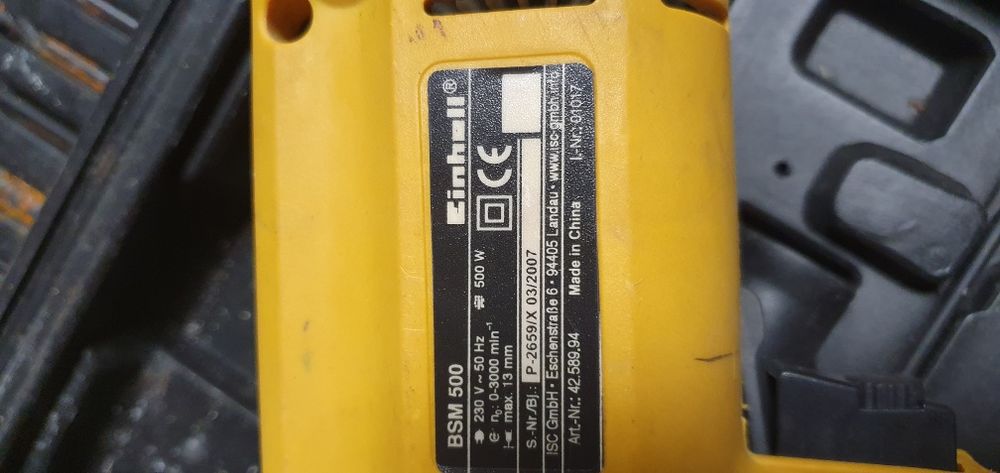 Einhell®
CE
BSM 500
230 V ~ 50 Hz 500 W
n₀: 0-3000 min⁻¹
max. 13 mm
S.-Nr./Bj.: P-2659/X 03/2007
ISC GmbH · Eschenstraße 6 · 94405 Landau · www.isc-gmbh.info
Art.-Nr.: 42.589.94 Made in China I.-Nr.: 01017